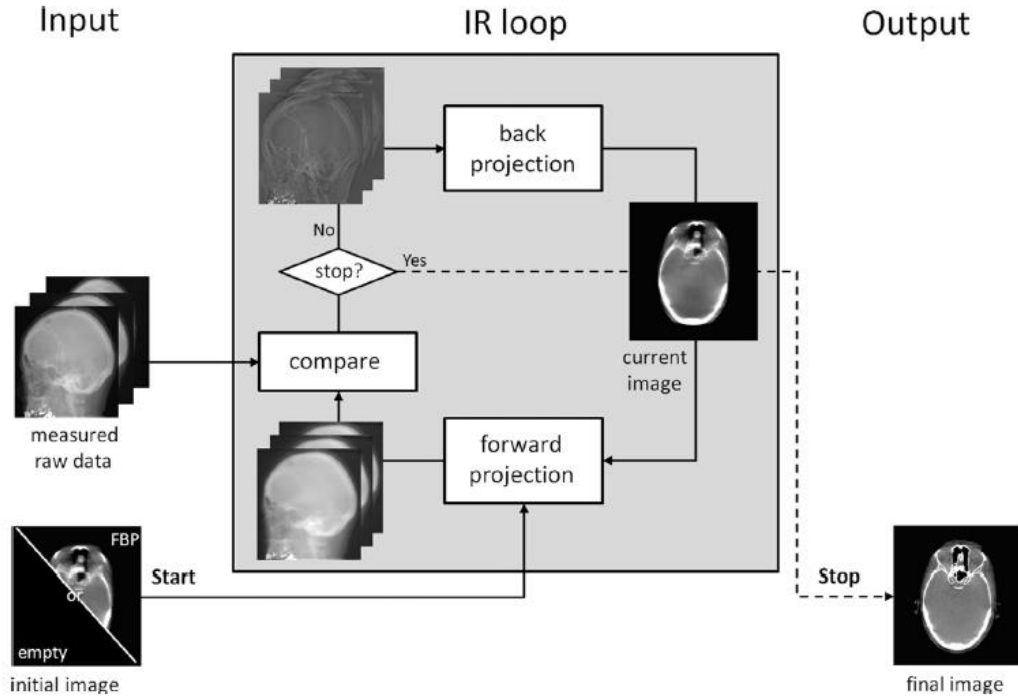 Input
IR loop
Output
back
projection
No
stop?
Yes
compare
current
image
measured
raw data
forward
projection
FBP
or
empty
Start
Stop
initial image
final image